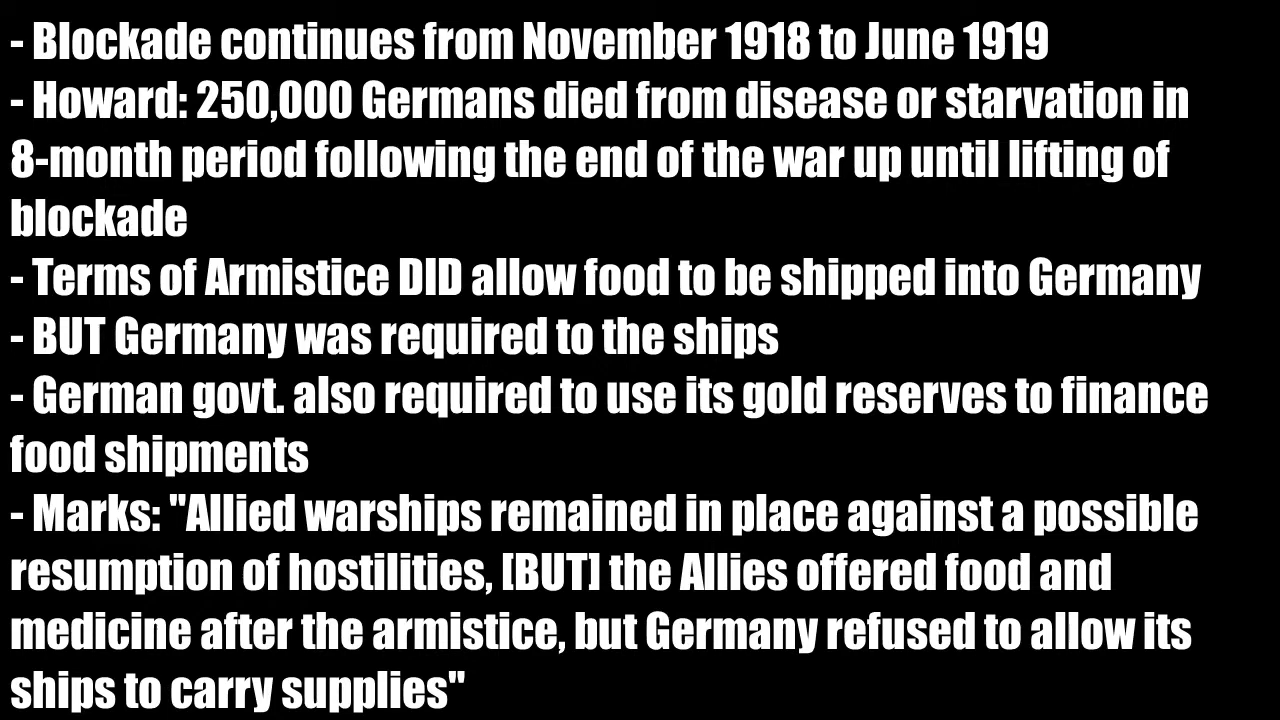 - Blockade continues from November 1918 to June 1919
- Howard: 250,000 Germans died from disease or starvation in
8-month period following the end of the war up until lifting of
blockade
- Terms of Armistice DID allow food to be shipped into Germany
- BUT Germany was required to the ships
- German govt. also required to use its gold reserves to finance
food shipments
- Marks: "Allied warships remained in place against a possible
resumption of hostilities, [BUT] the Allies offered food and
medicine after the armistice, but Germany refused to allow its
ships to carry supplies"